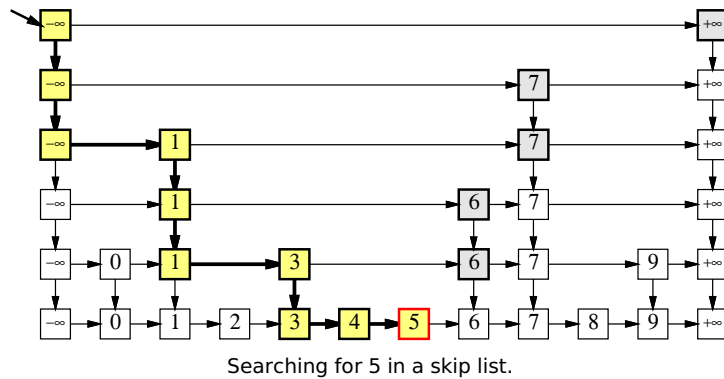 −∞ +∞
−∞ 7 +∞
−∞ 1 7 +∞
−∞ 1 6 7 +∞
−∞ 0 1 3 6 7 9 +∞
−∞ 0 1 2 3 4 5 6 7 8 9 +∞
Searching for 5 in a skip list.